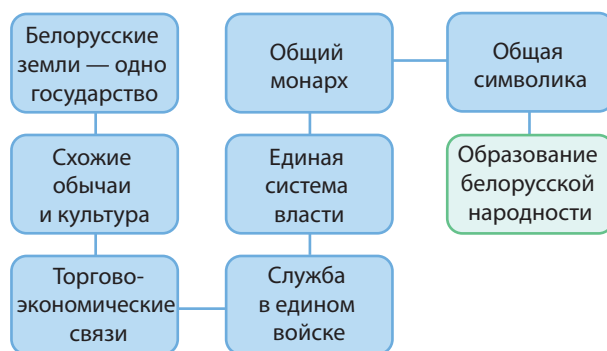 Белорусские
земли — одно
государство
Схожие
обычаи
и культура
Торгово-
экономические
связи
Служба
в едином
войске
Единая
система
власти
Общий
монарх
Общая
символика
Образование
белорусской
народности